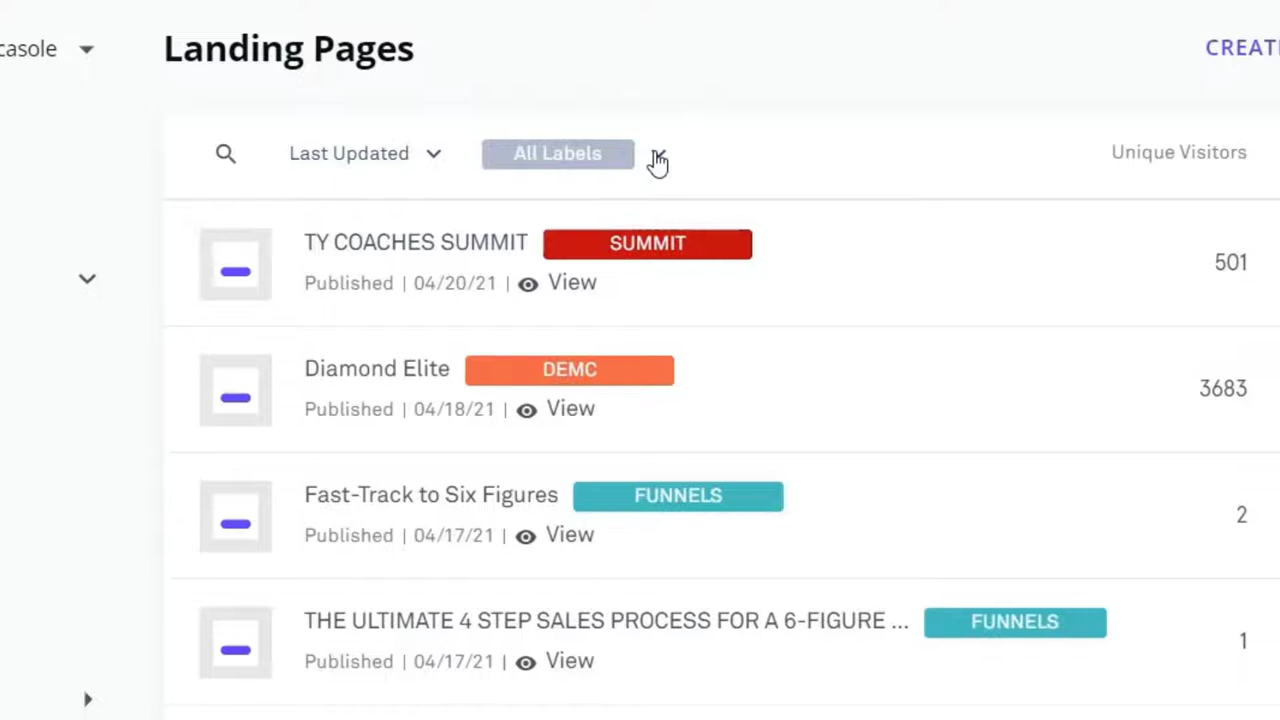 casole
Landing Pages
CREATE
Last Updated
All Labels
Unique Visitors
TY COACHES SUMMIT SUMMIT
Published | 04/20/21 | View
501
Diamond Elite DEMC
Published | 04/18/21 | View
3683
Fast-Track to Six Figures FUNNELS
Published | 04/17/21 | View
2
THE ULTIMATE 4 STEP SALES PROCESS FOR A 6-FIGURE ... FUNNELS
Published | 04/17/21 | View
1